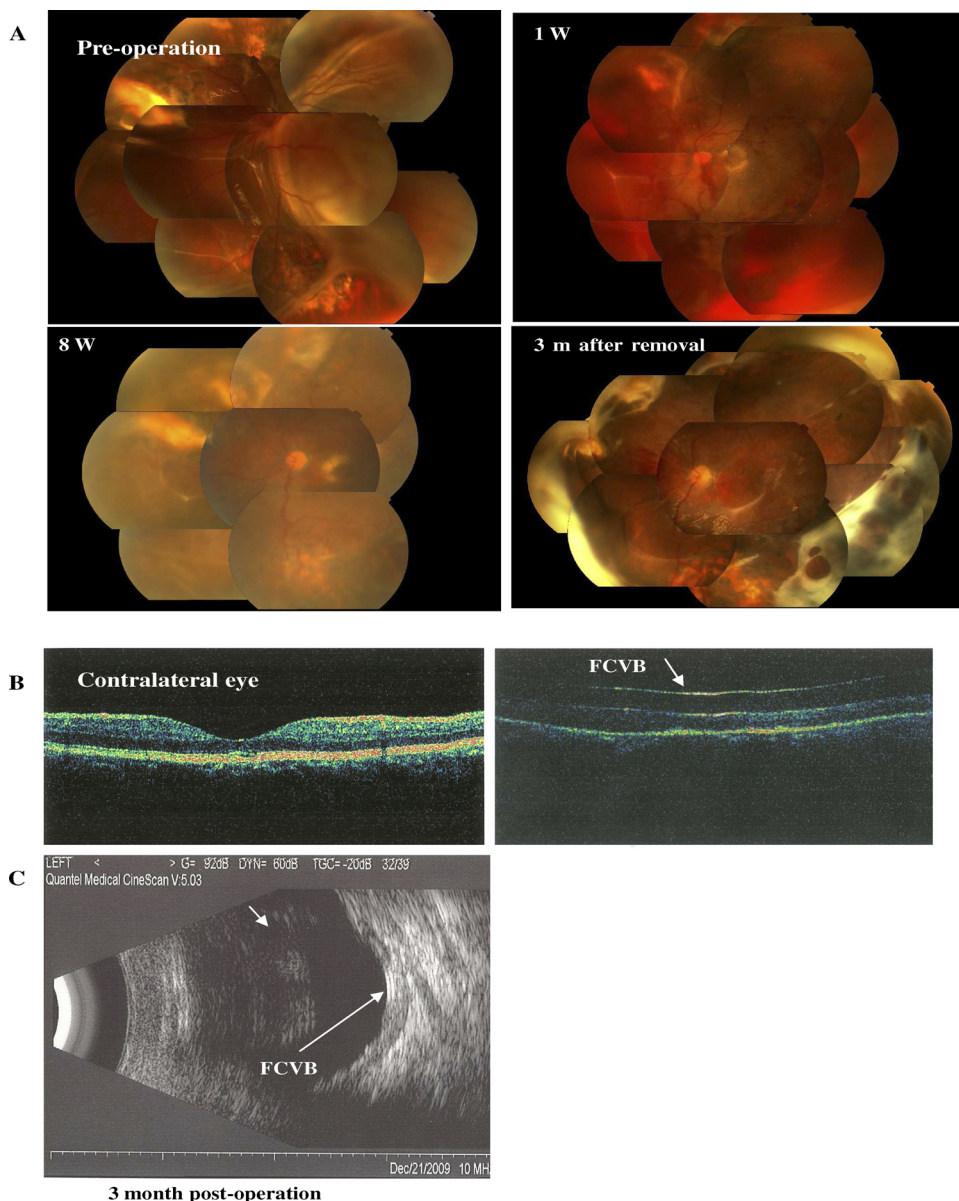 A
Pre-operation
1 W
8 W
3 m after removal
B
Contralateral eye
FCVB
C
LEFT < > G= 92dB DYN= 60dB TGC= -20dB 32/39
Quantel Medical CineScan V:5.03
FCVB
Dec/21/2009 10 MH
3 month post-operation